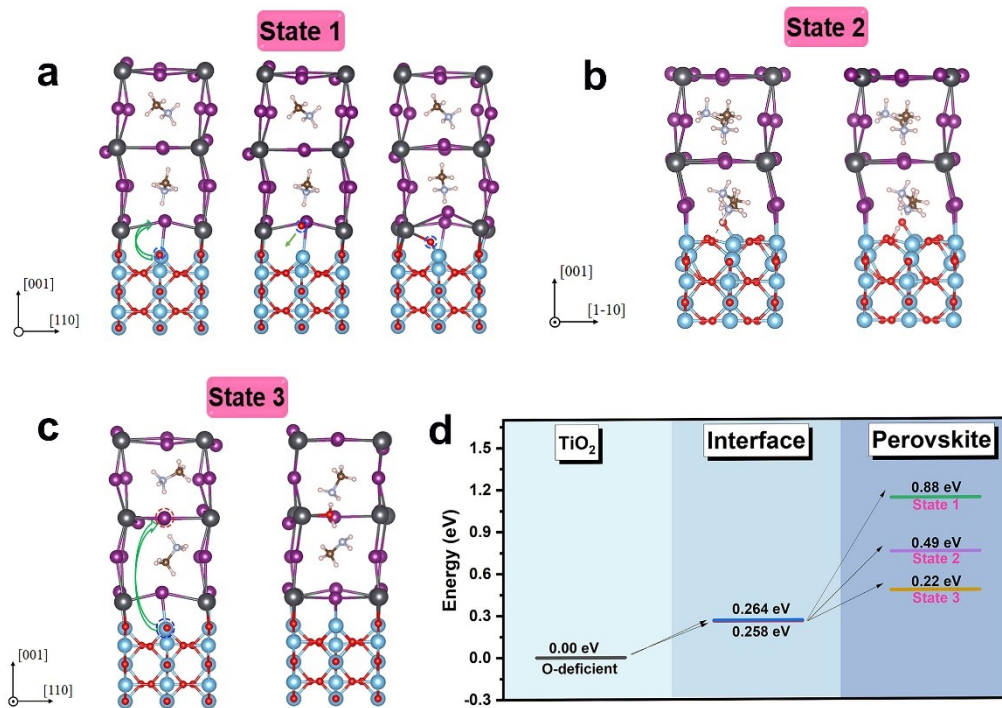 State 1
State 2
a
b
[001]
[110]
[001]
[1-10]
State 3
c
d
[001]
[110]
Energy (eV)
1.5
1.2
0.9
0.6
0.3
0.0
-0.3
TiO₂
Interface
Perovskite
0.88 eV
State 1
0.49 eV
State 2
0.22 eV
State 3
0.264 eV
0.258 eV
0.00 eV
O-deficient